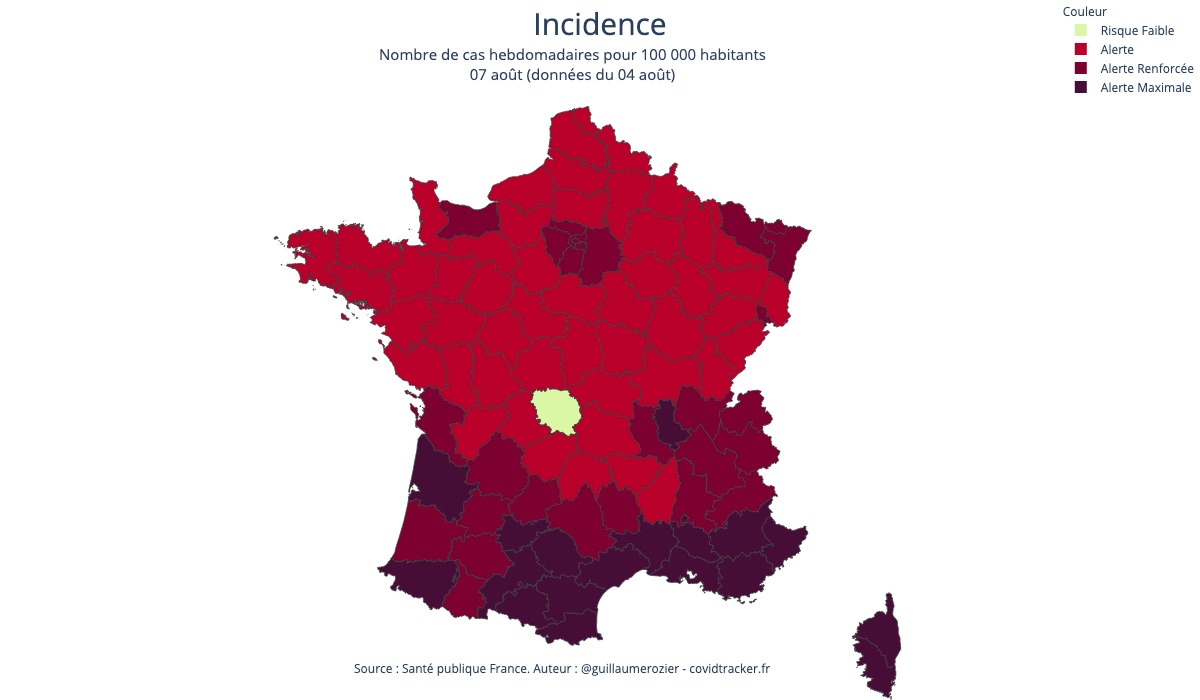 Incidence
Nombre de cas hebdomadaires pour 100 000 habitants
07 août (données du 04 août)
Couleur
Risque Faible
Alerte
Alerte Renforcée
Alerte Maximale
Source : Santé publique France. Auteur : @guillaumerozier - covidtracker.fr